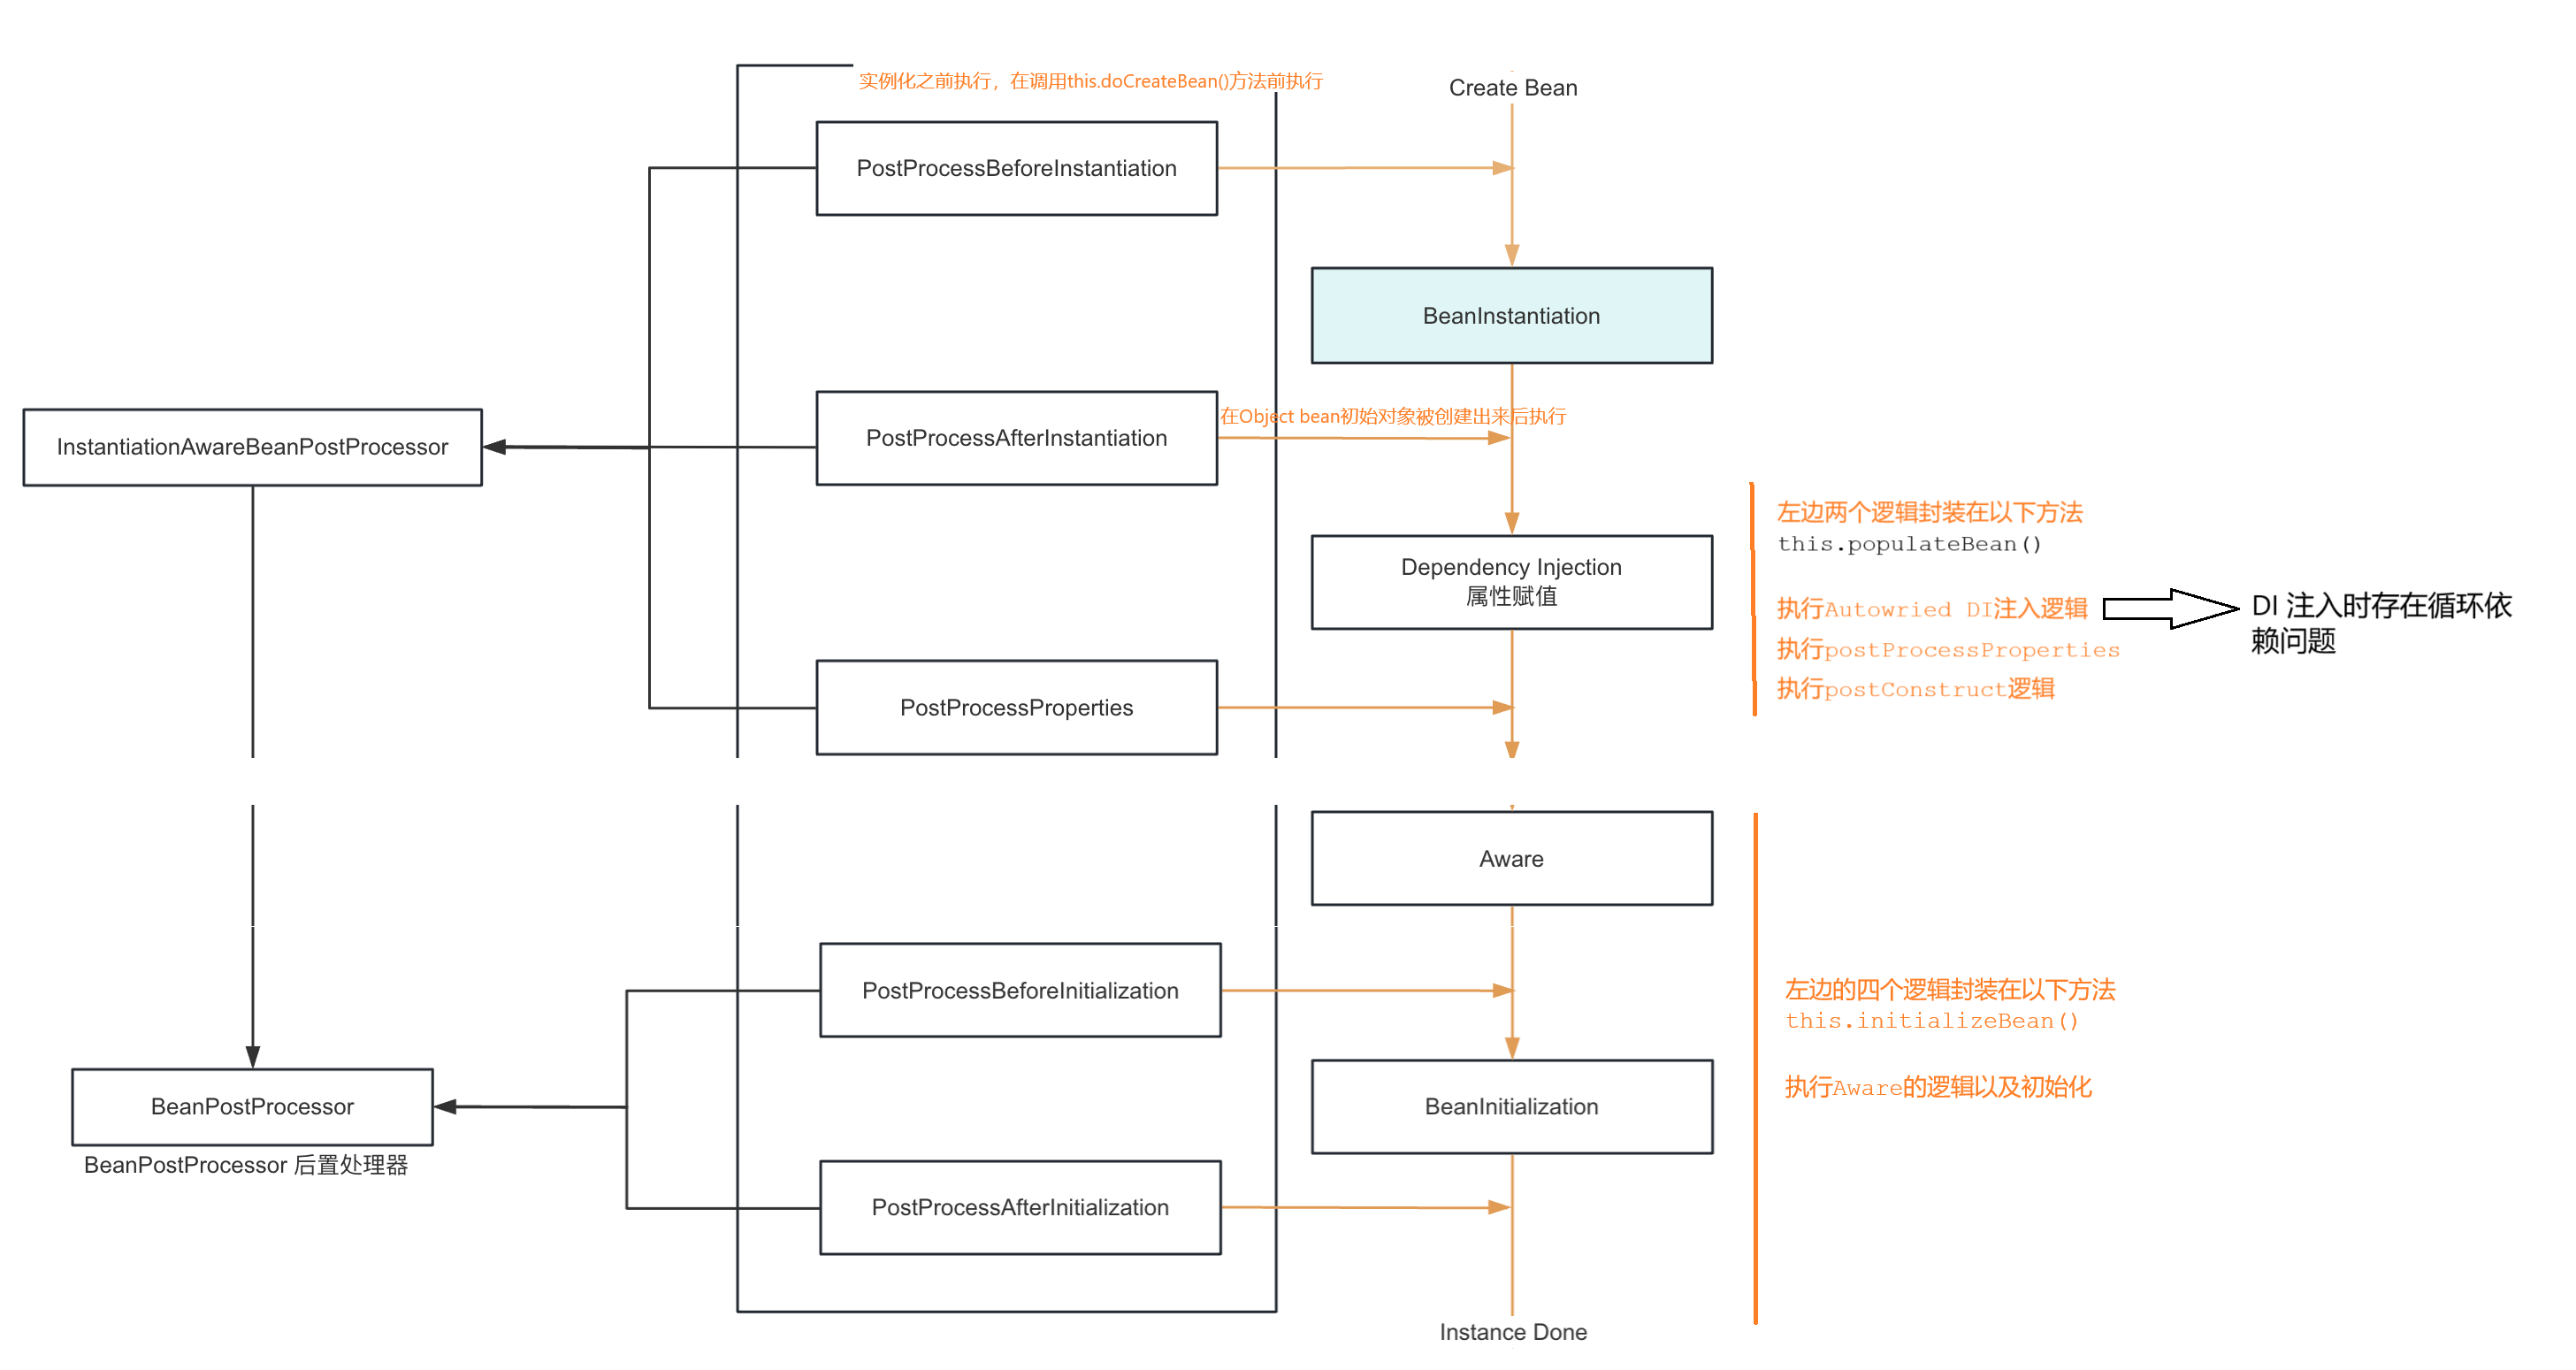 实例化之前执行，在调用this.doCreateBean()方法前执行
Create Bean
PostProcessBeforeInstantiation
BeanInstantiation
在Object bean初始对象被创建出来后执行
PostProcessAfterInstantiation
InstantiationAwareBeanPostProcessor
左边两个逻辑封装在以下方法
this.populateBean()
Dependency Injection
属性赋值
执行Autowried DI注入逻辑
DI 注入时存在循环依
赖问题
执行postProcessProperties
执行postConstruct逻辑
PostProcessProperties
Aware
PostProcessBeforeInitialization
左边的四个逻辑封装在以下方法
this.initializeBean()
执行Aware的逻辑以及初始化
BeanPostProcessor
BeanInitialization
BeanPostProcessor 后置处理器
PostProcessAfterInitialization
Instance Done